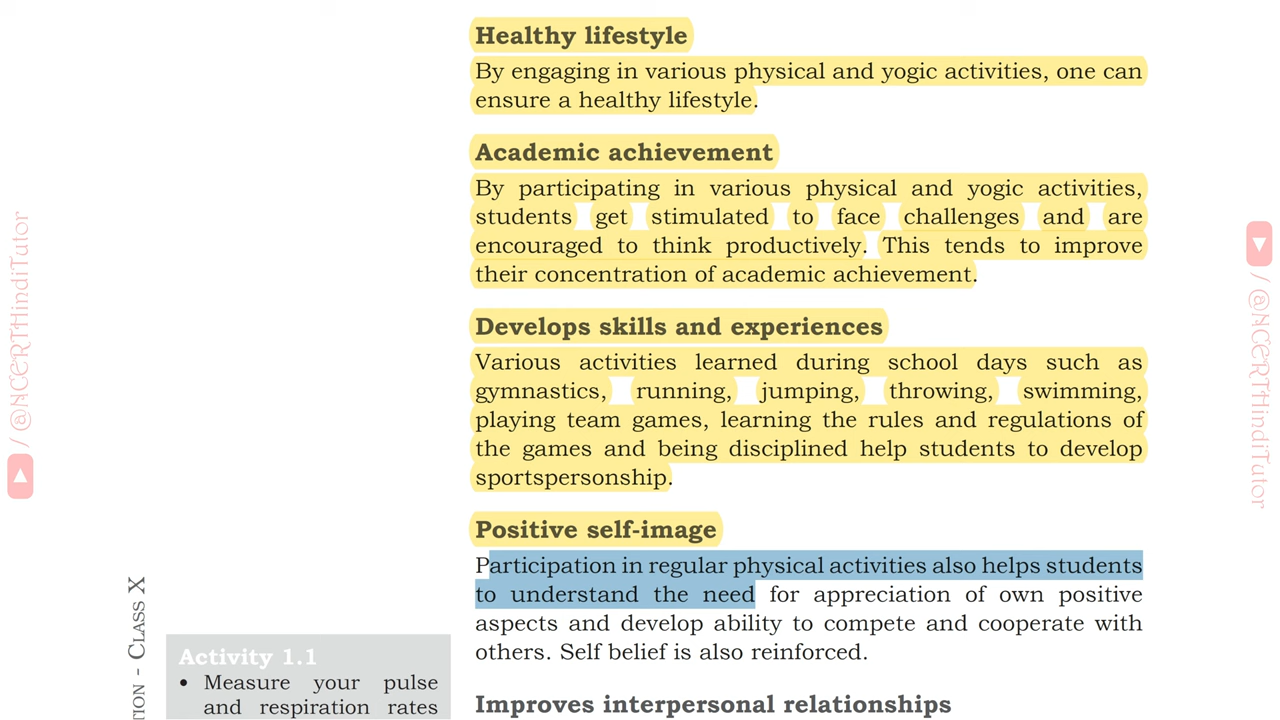 Healthy lifestyle
By engaging in various physical and yogic activities, one can
ensure a healthy lifestyle.
Academic achievement
By participating in various physical and yogic activities,
students get stimulated to face challenges and are
encouraged to think productively. This tends to improve
their concentration of academic achievement.
Develops skills and experiences
Various activities learned during school days such as
gymnastics, running, jumping, throwing, swimming,
playing team games, learning the rules and regulations of
the games and being disciplined help students to develop
sportspersonship.
Positive self-image
Participation in regular physical activities also helps students
to understand the need for appreciation of own positive
aspects and develop ability to compete and cooperate with
others. Self belief is also reinforced.
Improves interpersonal relationships
Activity 1.1
• Measure your pulse
and respiration rates
TION - CLASS X
/ @NCERTHindiTutor
/ @NCERTHindiTutor